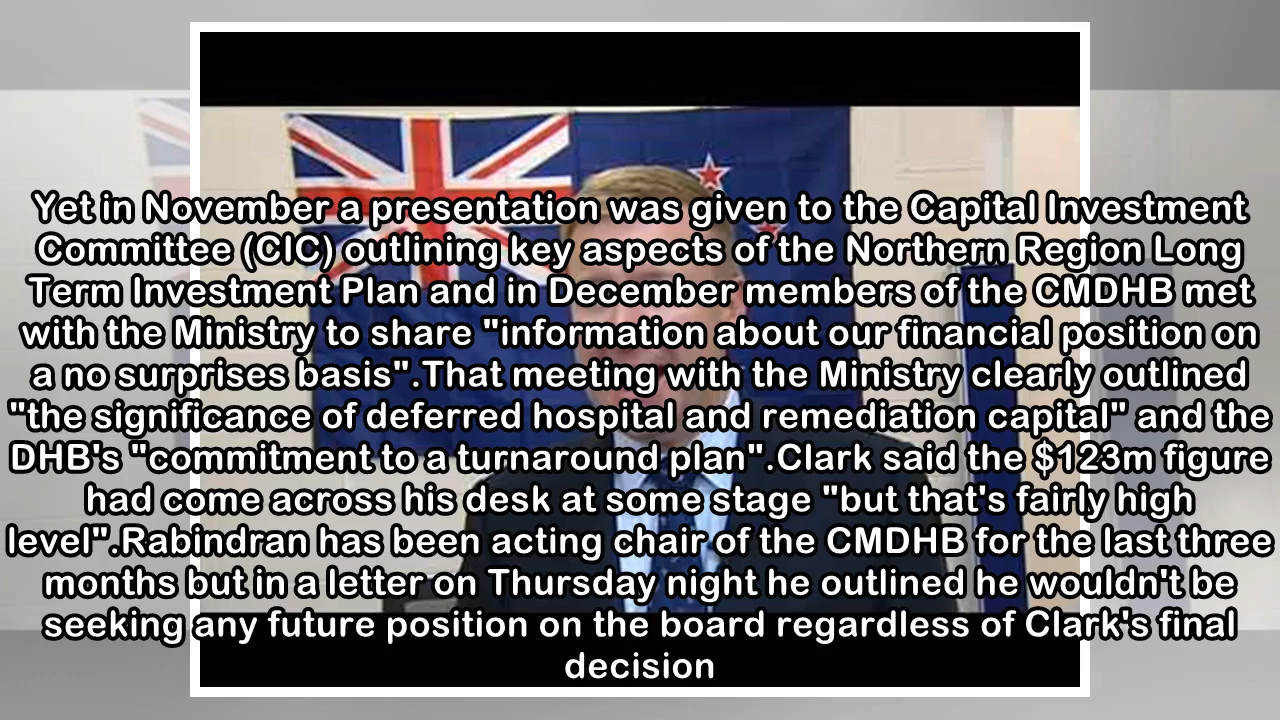 Yet in November a presentation was given to the Capital Investment
Committee (CIC) outlining key aspects of the Northern Region Long
Term Investment Plan and in December members of the CMDHB met
with the Ministry to share "information about our financial position on
a no surprises basis".That meeting with the Ministry clearly outlined
"the significance of deferred hospital and remediation capital" and the
DHB's "commitment to a turnaround plan".Clark said the $123m figure
had come across his desk at some stage "but that's fairly high
level".Rabindran has been acting chair of the CMDHB for the last three
months but in a letter on Thursday night he outlined he wouldn't be
seeking any future position on the board regardless of Clark's final
decision